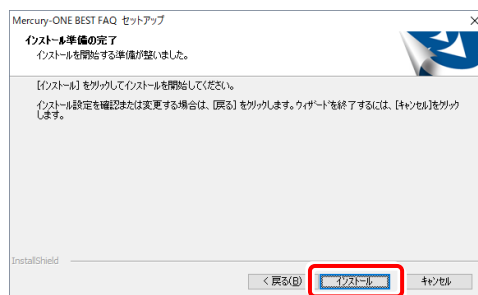 Mercury-ONE BEST FAQ セットアップ
インストール準備の完了
インストールを開始する準備が整いました。
[インストール] をクリックしてインストールを開始してください。
インストール設定を確認または変更する場合は、[戻る] をクリックします。ウィザードを終了するには、[キャンセル]をクリック
します。
InstallShield
< 戻る(B)
インストール
キャンセル